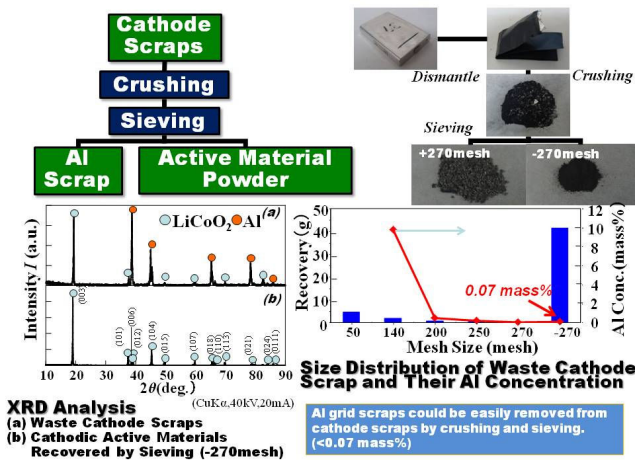 Cathode
Scraps
Crushing
Sieving
Al
Scrap
Active Material
Powder
Dismantle
Crushing
Sieving
+270mesh
-270mesh
Intensity I (a.u.)
LiCoO2 Al (a)
(b)
(003)
(101)
(006)
(012)
(104)
(015)
(107)
(018)
(110)
(113)
(021)
(024)
(0111)
10 20 30 40 50 60 70 80 90
2θ(deg.)
(CuKα,40kV,20mA)
XRD Analysis
(a) Waste Cathode Scraps
(b) Cathodic Active Materials
Recovered by Sieving (-270mesh)
Recovery(g)
50
40
30
20
10
0
10
8
6
4
2
0
Al Conc.(mass%)
0.07 mass%
50 140 200 250 270 -270
Mesh Size (mesh)
Size Distribution of Waste Cathode
Scrap and Their Al Concentration
Al grid scraps could be easily removed from
cathode scraps by crushing and sieving.
(<0.07 mass%)